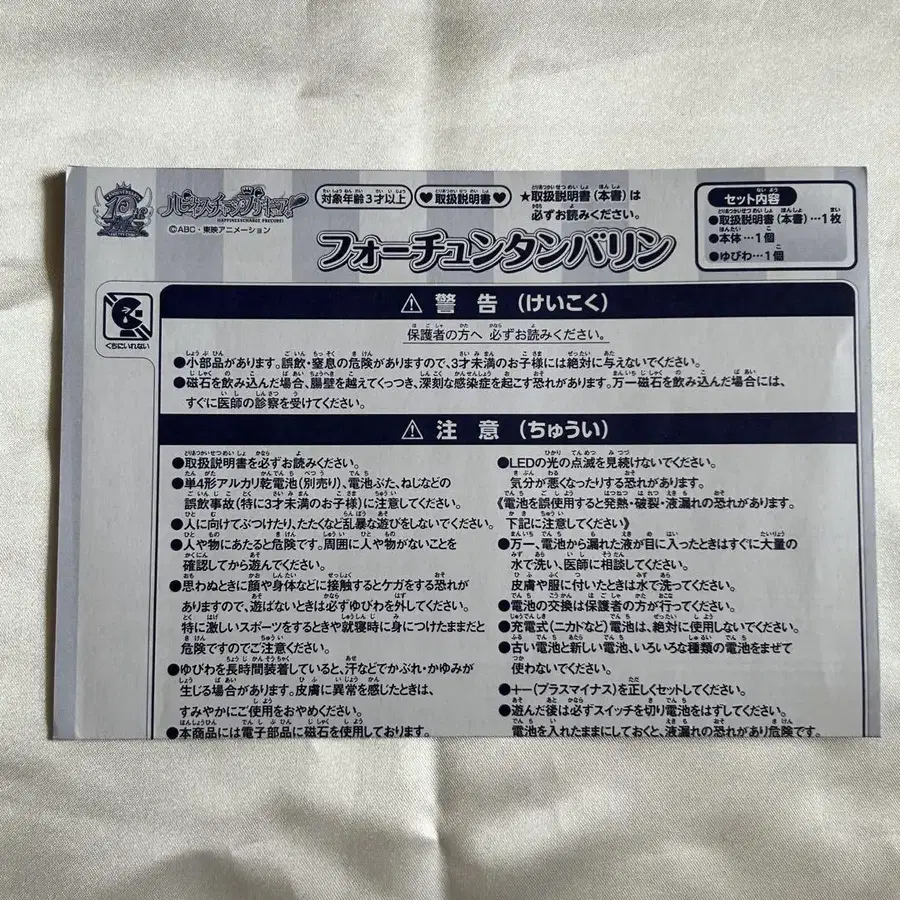 ANNIVERSARY
10th
ハピネスチャージプリキュア!
HAPPINESSCHARGE PRECURE!
©ABC・東映アニメーション
対象年齢3才以上
♥取扱説明書♥
★取扱説明書(本書)は
必ずお読みください。
フォーチュンタンバリン
セット内容
●取扱説明書(本書)…1枚
●本体…1個
●ゆびわ…1個
くちにいれない
⚠ 警告(けいこく)
保護者の方へ 必ずお読みください。
●小部品があります。誤飲・窒息の危険がありますので、3才未満のお子様には絶対に与えないでください。
●磁石を飲み込んだ場合、腸壁を越えてくっつき、深刻な感染症を起こす恐れがあります。万一磁石を飲み込んだ場合には、
すぐに医師の診察を受けてください。
⚠ 注意(ちゅうい)
●取扱説明書を必ずお読みください。
●単4形アルカリ乾電池(別売り)、電池ぶた、ねじなどの
誤飲事故(特に3才未満のお子様)に注意してください。
●人に向けてぶつけたり、たたくなど乱暴な遊びをしないでください。
●人や物にあたると危険です。周囲に人や物がないことを
確認してから遊んでください。
●思わぬときに顔や身体などに接触するとケガをする恐れが
ありますので、遊ばないときは必ずゆびわを外してください。
特に激しいスポーツをするときや就寝時に身につけたままだと
危険ですのでご注意ください。
●ゆびわを長時間装着していると、汗などでかぶれ・かゆみが
生じる場合があります。皮膚に異常を感じたときは、
すみやかにご使用をおやめください。
●本商品には電子部品に磁石を使用しております。
●LEDの光の点滅を見続けないでください。
気分が悪くなったりする恐れがあります。
《電池を誤使用すると発熱・破裂・液漏れの恐れがあります。
下記に注意してください》
●万一、電池から漏れた液が目に入ったときはすぐに大量の
水で洗い、医師に相談してください。
皮膚や服に付いたときは水で洗ってください。
●電池の交換は保護者の方が行ってください。
●充電式(ニカドなど)電池は、絶対に使用しないでください。
●古い電池と新しい電池、いろいろな種類の電池をまぜて
使わないでください。
●+−(プラスマイナス)を正しくセットしてください。
●遊んだ後は必ずスイッチを切り電池をはずしてください。
電池を入れたままにしておくと、液漏れの恐れがあり危険です。